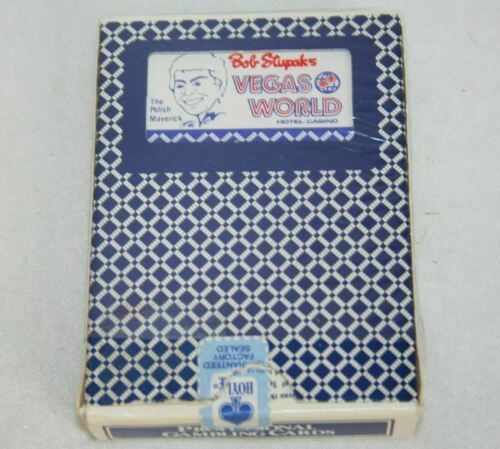 Bob Stupak's
VEGAS
WORLD
HOTEL-CASINO
The
Polish
Maverick
GUARANTEED
FACTORY
SEALED
HOYLE
PROFESSIONAL
GAMBLING CARDS